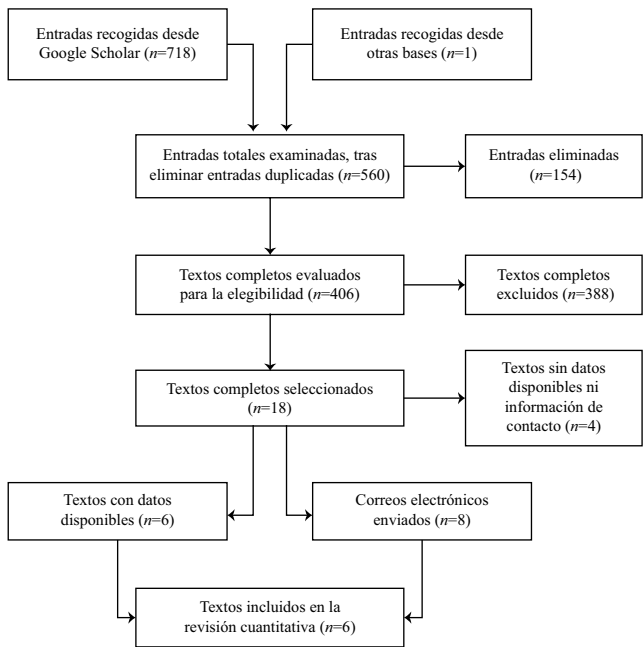 Entradas recogidas desde
Google Scholar (n=718)
Entradas recogidas desde
otras bases (n=1)
Entradas totales examinadas, tras
eliminar entradas duplicadas (n=560)
Entradas eliminadas
(n=154)
Textos completos evaluados
para la elegibilidad (n=406)
Textos completos
excluidos (n=388)
Textos completos seleccionados
(n=18)
Textos sin datos
disponibles ni
información de
contacto (n=4)
Textos con datos
disponibles (n=6)
Correos electrónicos
enviados (n=8)
Textos incluidos en la
revisión cuantitativa (n=6)